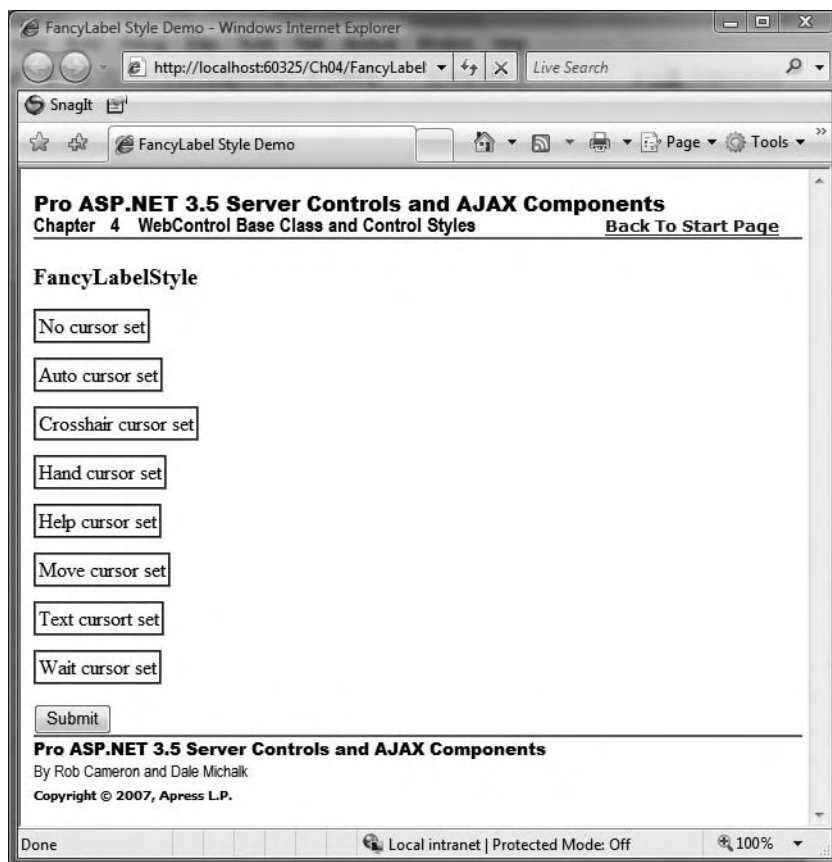 FancyLabel Style Demo - Windows Internet Explorer
http://localhost:60325/Ch04/FancyLabel
Live Search
SnagIt
FancyLabel Style Demo
Page
Tools
Pro ASP.NET 3.5 Server Controls and AJAX Components
Chapter 4 WebControl Base Class and Control Styles
Back To Start Page
FancyLabelStyle
No cursor set
Auto cursor set
Crosshair cursor set
Hand cursor set
Help cursor set
Move cursor set
Text cursort set
Wait cursor set
Submit
Pro ASP.NET 3.5 Server Controls and AJAX Components
By Rob Cameron and Dale Michalk
Copyright © 2007, Apress L.P.
Done
Local intranet | Protected Mode: Off
100%